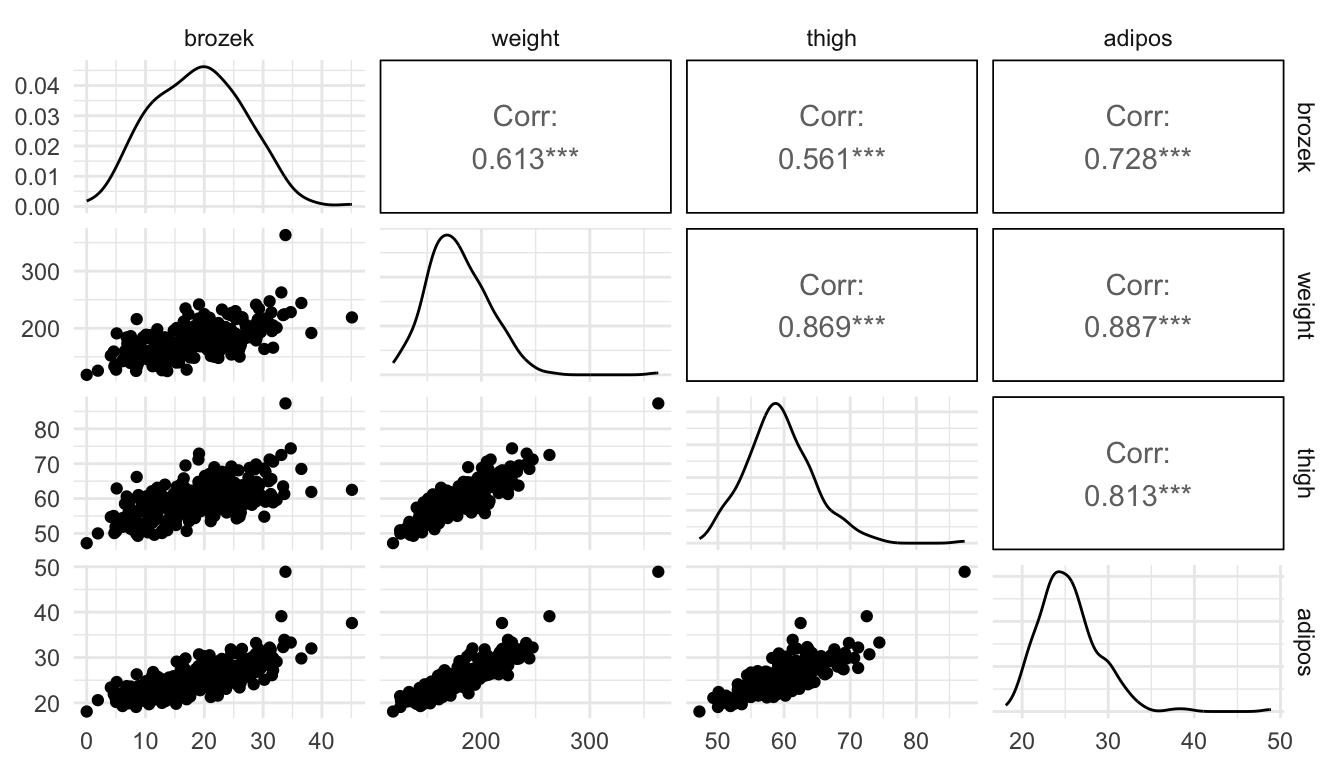 brozek weight thigh adipos
0.04
0.03
0.02
0.01
0.00
Corr:
0.613***
Corr:
0.561***
Corr:
0.728***
brozek
300
200
Corr:
0.869***
Corr:
0.887***
weight
80
70
60
50
Corr:
0.813***
thigh
50
40
30
20
adipos
0 10 20 30 40 200 300 50 60 70 80 20 30 40 50